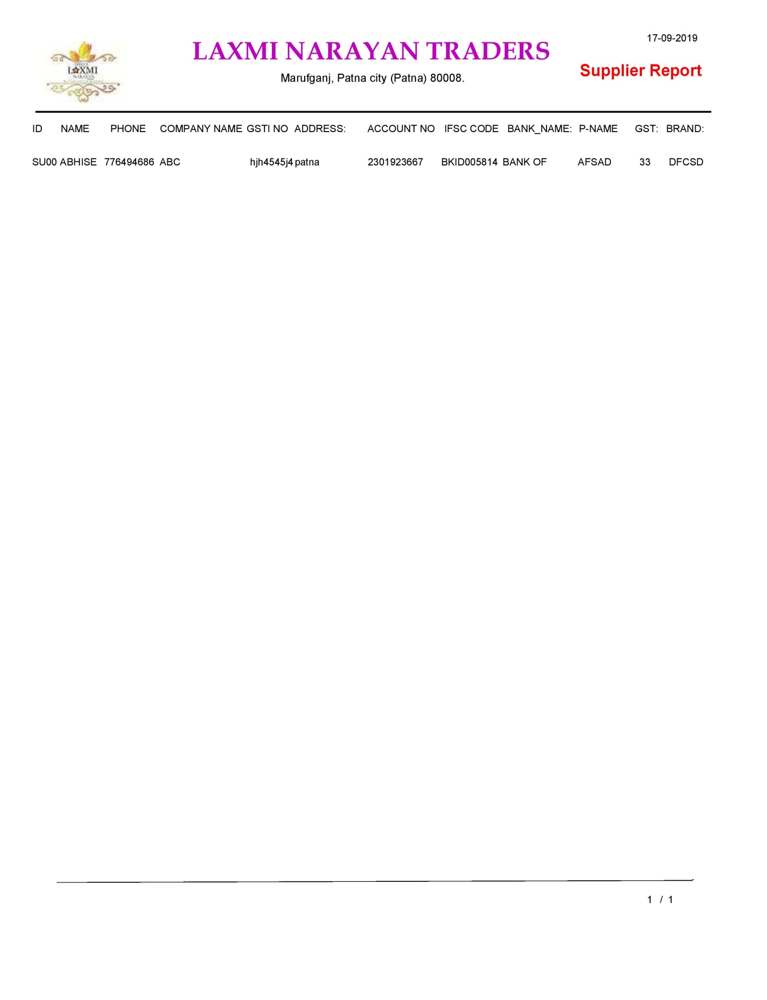 17-09-2019
LAXMI NARAYAN TRADERS
Supplier Report
SHREE
LAXMI
NARAYAN
Marufganj, Patna city (Patna) 80008.
ID NAME PHONE COMPANY NAME GSTI NO ADDRESS: ACCOUNT NO IFSC CODE BANK_NAME: P-NAME GST: BRAND:
SU00 ABHISE 776494686 ABC hjh4545j4 patna 2301923667 BKID005814 BANK OF AFSAD 33 DFCSD
1 / 1